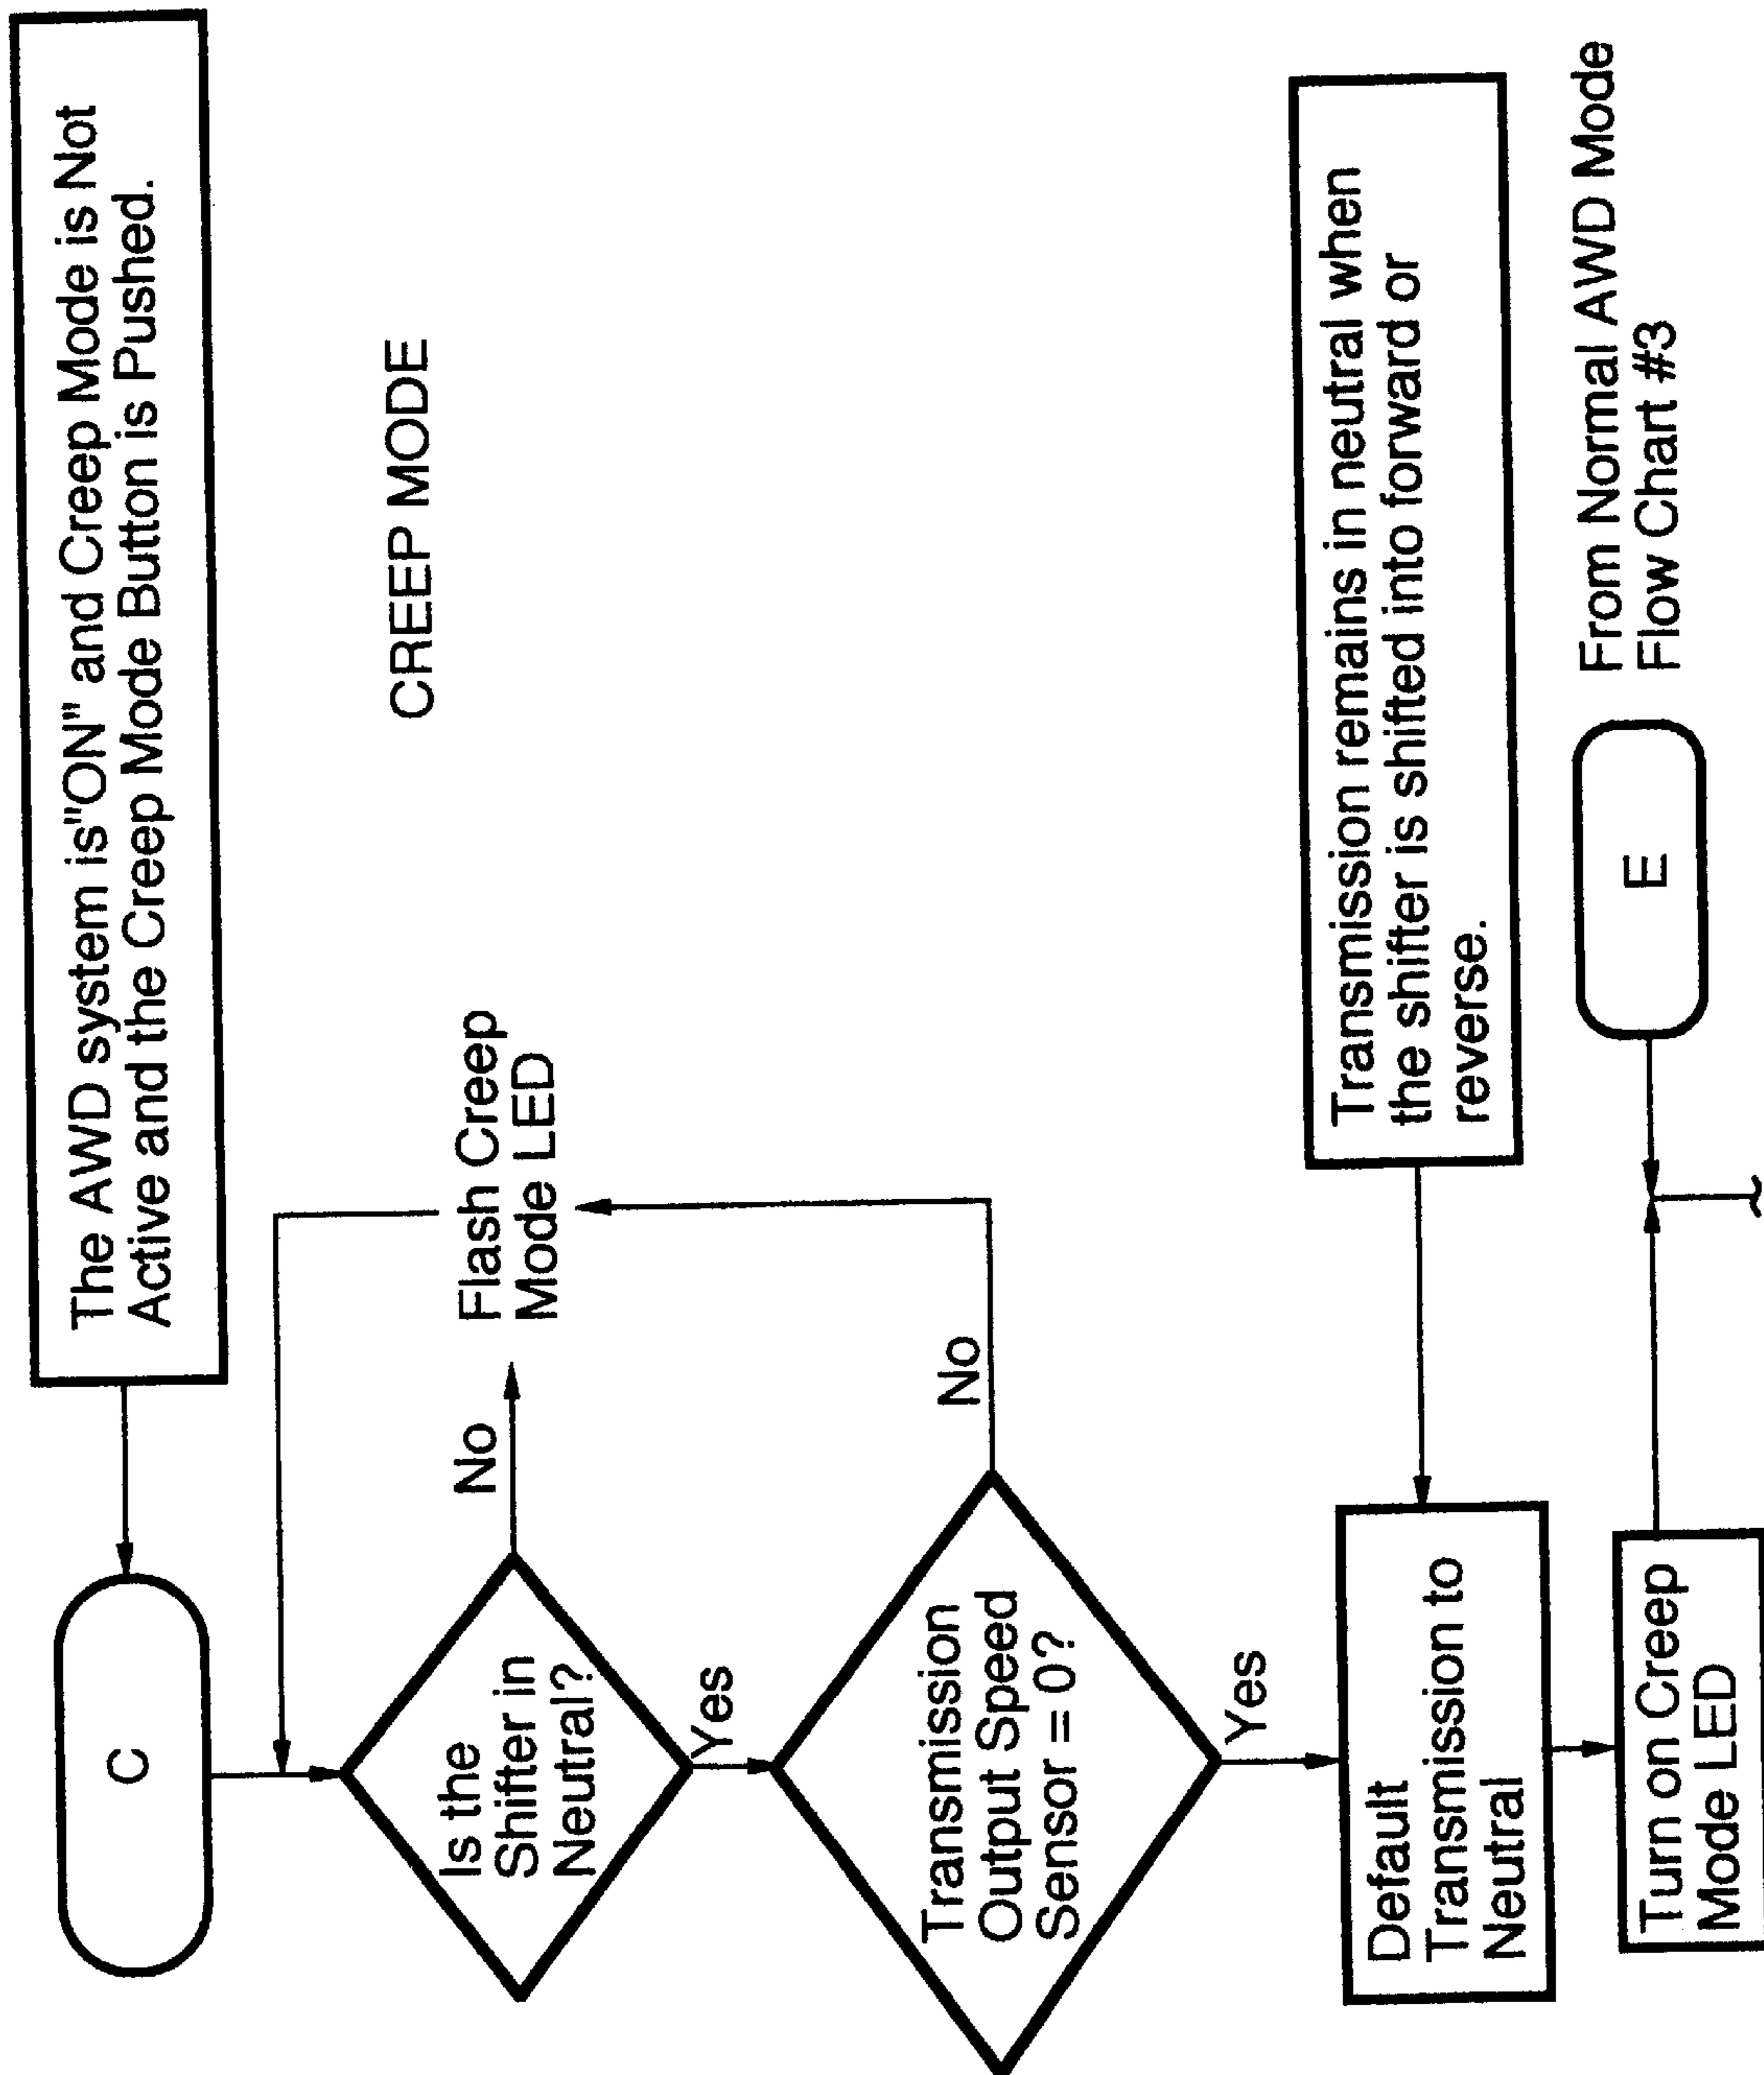 The AWD system is"ON" and Creep Mode is Not
Active and the Creep Mode Button is Pushed.
C
CREEP MODE
Is the
Shifter in
Neutral?
No
Flash Creep
Mode LED
Yes
Transmission
Output Speed
Sensor = 0?
No
Yes
Default
Transmission to
Neutral
Transmission remains in neutral when
the shifter is shifted into forward or
reverse.
Turn on Creep
Mode LED
E
From Normal AWD Mode
Flow Chart #3